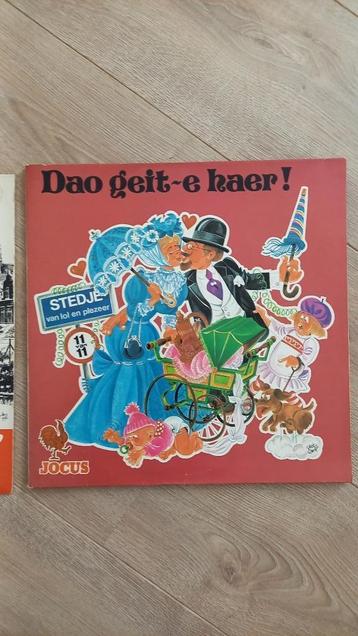 Dao geit-e haer!
STEDJE
van lol en plezeer
11
11
JOCUS